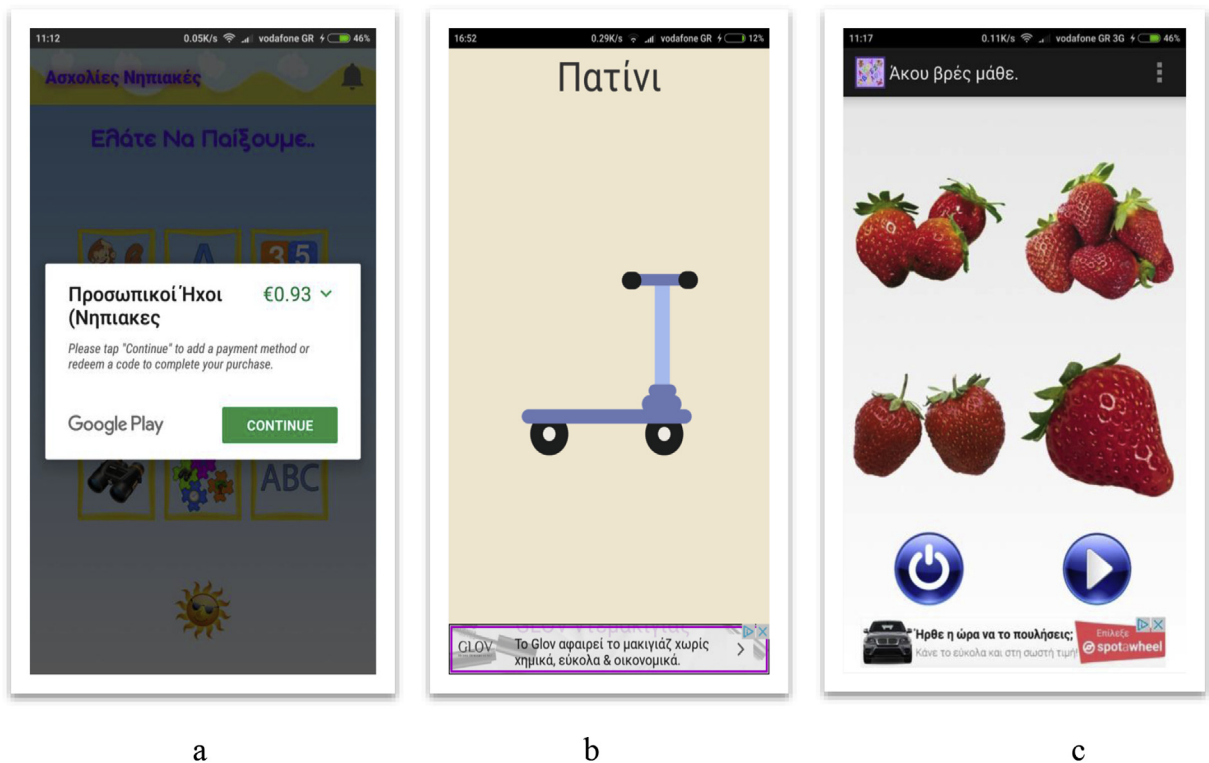 11:12 0.05K/s vodafone GR 46%
Ασχολίες Νηπιακές
Ελάτε Να Παίξουμε..
A 3 5
Προσωπικοί Ήχοι €0.93
(Νηπιακες
Please tap "Continue" to add a payment method or
redeem a code to complete your purchase.
Google Play CONTINUE
ABC
16:52 0.29K/s vodafone GR 12%
Πατίνι
GLOV
Το Glov αφαιρεί το μακιγιάζ χωρίς
χημικά, εύκολα & οικονομικά.
11:17 0.11K/s vodafone GR 3G 46%
Άκου βρές μάθε.
Ήρθε η ώρα να το πουλήσεις;
Κάνε το εύκολα και στη σωστή τιμή!
Επίλεξε
spotawheel
a b c